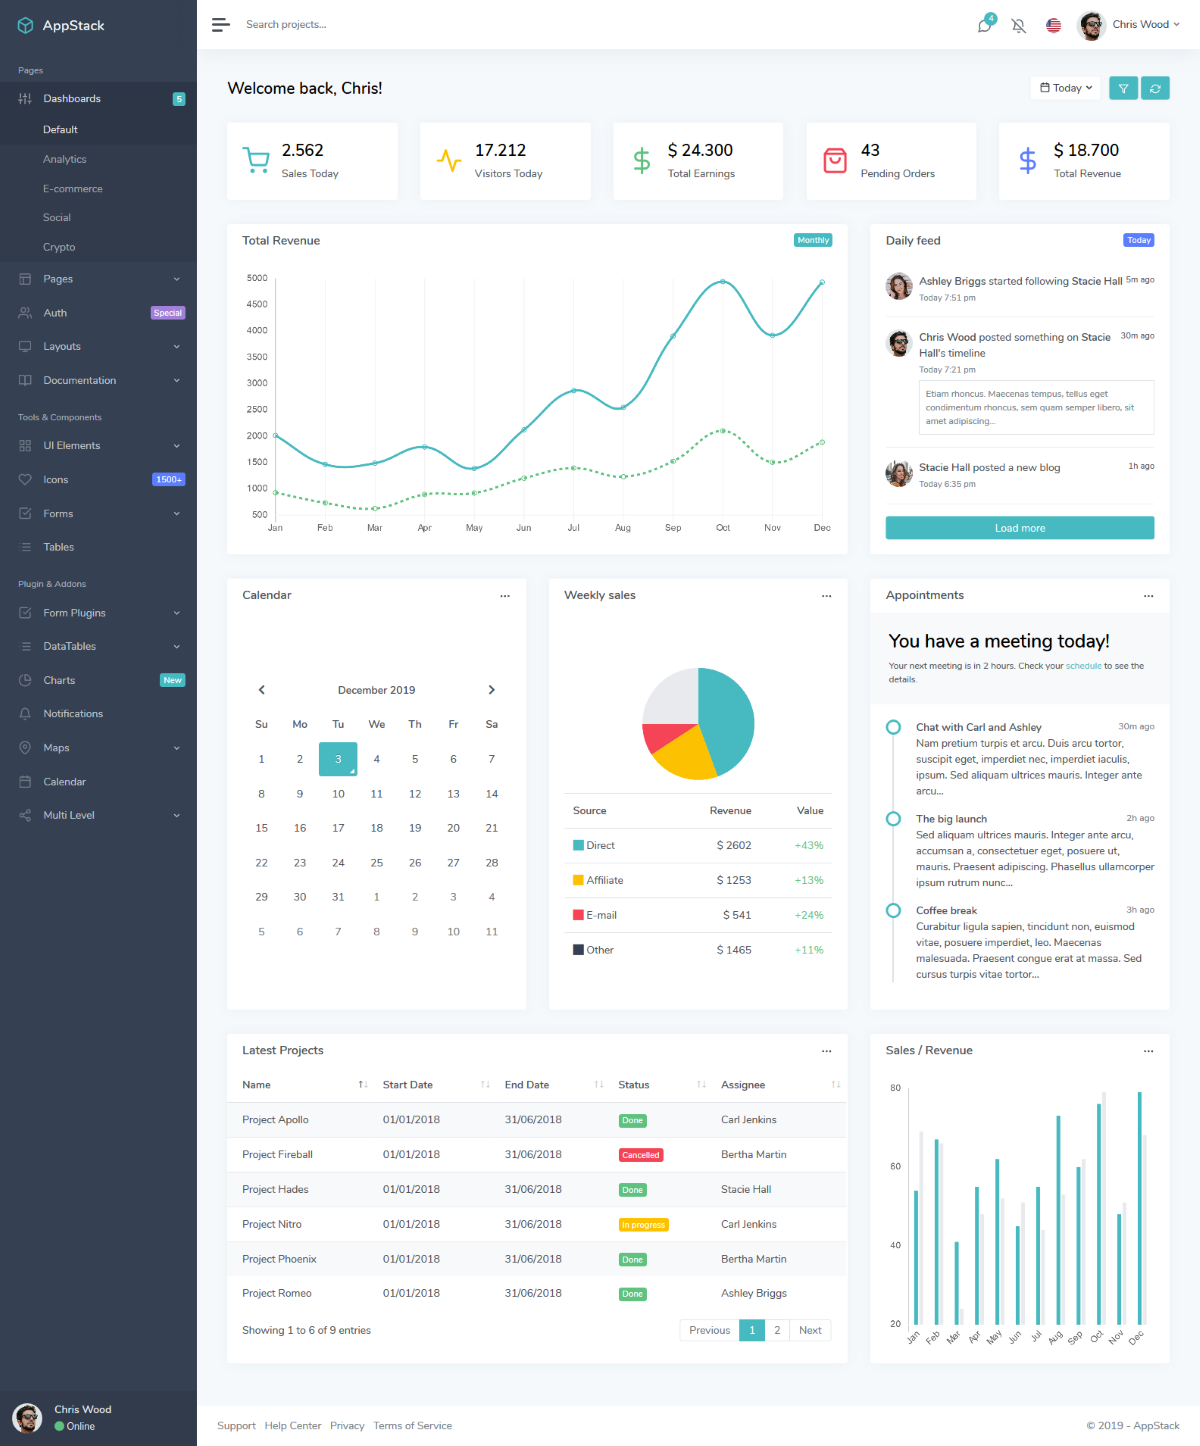 AppStack
Pages
Dashboards 5
Default
Analytics
E-commerce
Social
Crypto
Pages
Auth Special
Layouts
Documentation
Tools & Components
UI Elements
Icons 1500+
Forms
Tables
Plugin & Addons
Form Plugins
DataTables
Charts New
Notifications
Maps
Calendar
Multi Level
Chris Wood
Online
Search projects...
4
Chris Wood
Welcome back, Chris!
Today
2.562
Sales Today
17.212
Visitors Today
$ 24.300
Total Earnings
43
Pending Orders
$ 18.700
Total Revenue
Total Revenue Monthly
5000
4500
4000
3500
3000
2500
2000
1500
1000
500
Jan Feb Mar Apr May Jun Jul Aug Sep Oct Nov Dec
Daily feed Today
Ashley Briggs started following Stacie Hall 5m ago
Today 7:51 pm
Chris Wood posted something on Stacie 30m ago
Hall's timeline
Today 7:21 pm
Etiam rhoncus. Maecenas tempus, tellus eget
condimentum rhoncus, sem quam semper libero, sit
amet adipiscing...
Stacie Hall posted a new blog 1h ago
Today 6:35 pm
Load more
Calendar ...
December 2019
Su Mo Tu We Th Fr Sa
1 2 3 4 5 6 7
8 9 10 11 12 13 14
15 16 17 18 19 20 21
22 23 24 25 26 27 28
29 30 31 1 2 3 4
5 6 7 8 9 10 11
Weekly sales ...
Source Revenue Value
Direct $ 2602 +43%
Affiliate $ 1253 +13%
E-mail $ 541 +24%
Other $ 1465 +11%
Appointments ...
You have a meeting today!
Your next meeting is in 2 hours. Check your schedule to see the
details.
Chat with Carl and Ashley 30m ago
Nam pretium turpis et arcu. Duis arcu tortor,
suscipit eget, imperdiet nec, imperdiet iaculis,
ipsum. Sed aliquam ultrices mauris. Integer ante
arcu...
The big launch 2h ago
Sed aliquam ultrices mauris. Integer ante arcu,
accumsan a, consectetuer eget, posuere ut,
mauris. Praesent adipiscing. Phasellus ullamcorper
ipsum rutrum nunc...
Coffee break 3h ago
Curabitur ligula sapien, tincidunt non, euismod
vitae, posuere imperdiet, leo. Maecenas
malesuada. Praesent congue erat at massa. Sed
cursus turpis vitae tortor...
Latest Projects ...
Name Start Date End Date Status Assignee
Project Apollo 01/01/2018 31/06/2018 Done Carl Jenkins
Project Fireball 01/01/2018 31/06/2018 Cancelled Bertha Martin
Project Hades 01/01/2018 31/06/2018 Done Stacie Hall
Project Nitro 01/01/2018 31/06/2018 In progress Carl Jenkins
Project Phoenix 01/01/2018 31/06/2018 Done Bertha Martin
Project Romeo 01/01/2018 31/06/2018 Done Ashley Briggs
Showing 1 to 6 of 9 entries
Previous 1 2 Next
Sales / Revenue ...
80
60
40
20
Jan Feb Mar Apr May Jun Jul Aug Sep Oct Nov Dec
Support Help Center Privacy Terms of Service
© 2019 - AppStack